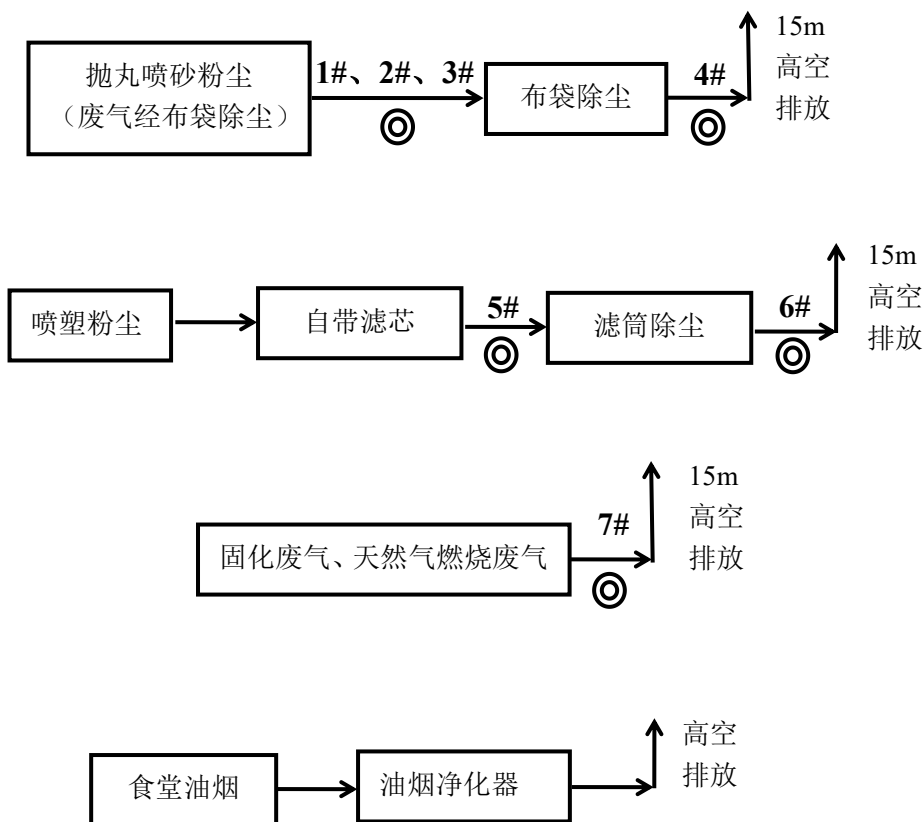 抛丸喷砂粉尘
（废气经布袋除尘）
1#、2#、3#
布袋除尘
4#
15m
高空
排放
喷塑粉尘
自带滤芯
5#
滤筒除尘
6#
15m
高空
排放
固化废气、天然气燃烧废气
7#
15m
高空
排放
食堂油烟
油烟净化器
高空
排放